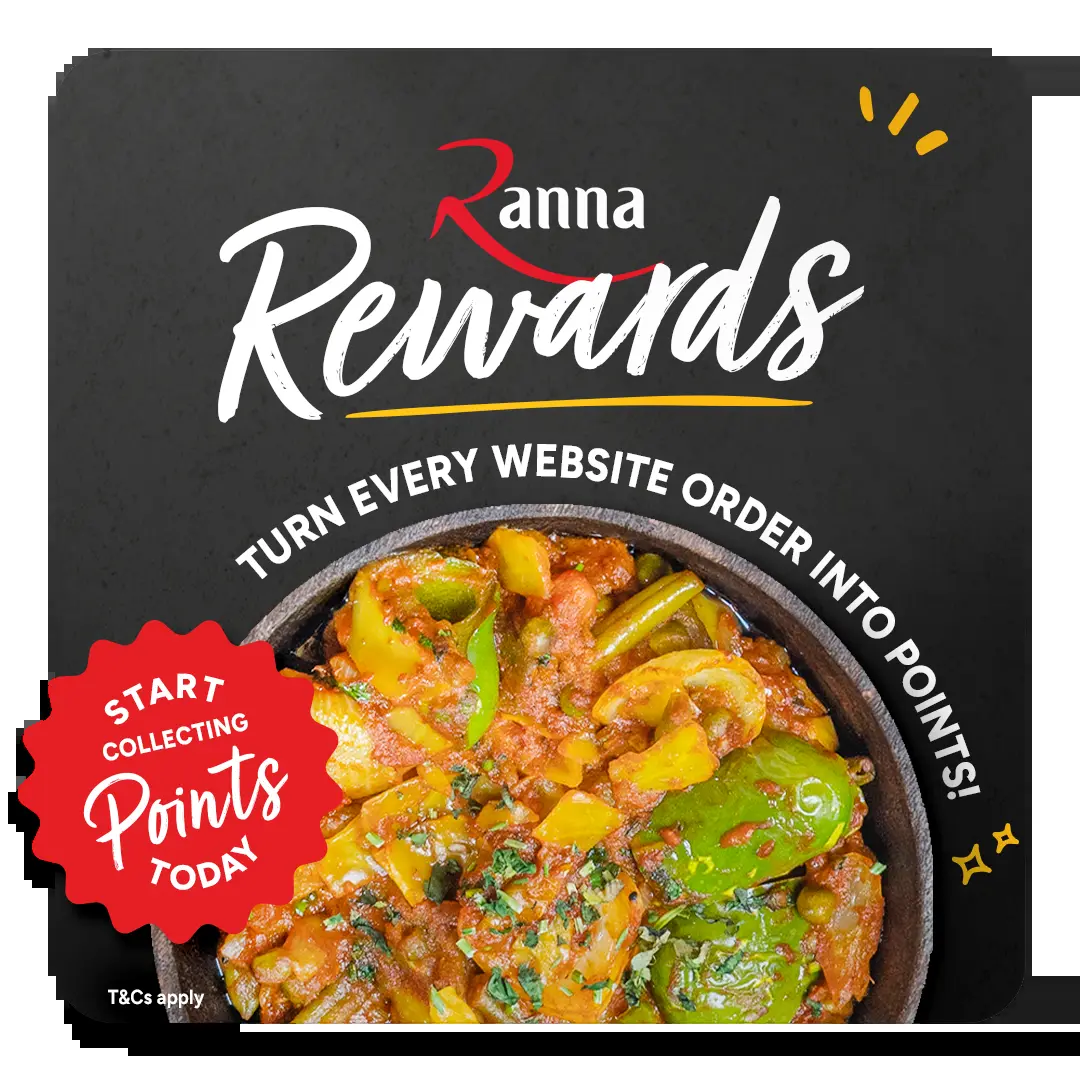 Ranna
Rewards
TURN EVERY WEBSITE ORDER INTO POINTS!
START
COLLECTING
Points
TODAY
T&Cs apply